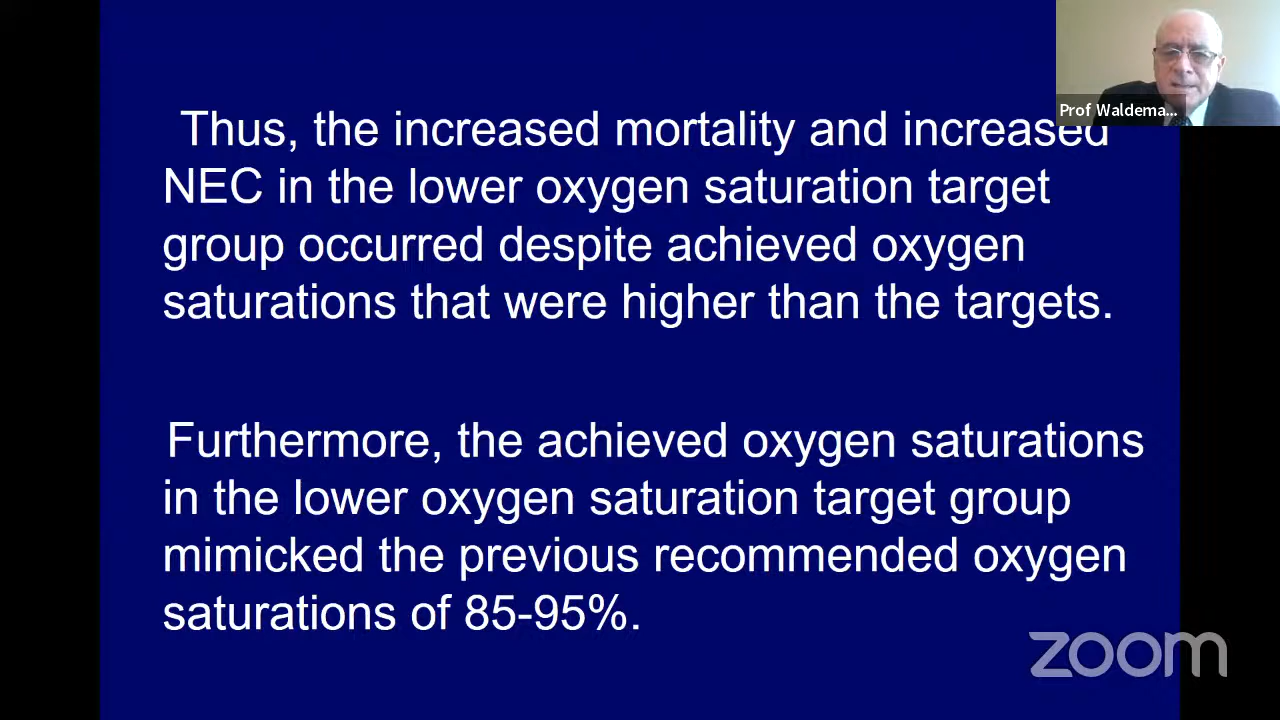 Prof Waldema...
Thus, the increased mortality and increased
NEC in the lower oxygen saturation target
group occurred despite achieved oxygen
saturations that were higher than the targets.
Furthermore, the achieved oxygen saturations
in the lower oxygen saturation target group
mimicked the previous recommended oxygen
saturations of 85-95%.
zoom